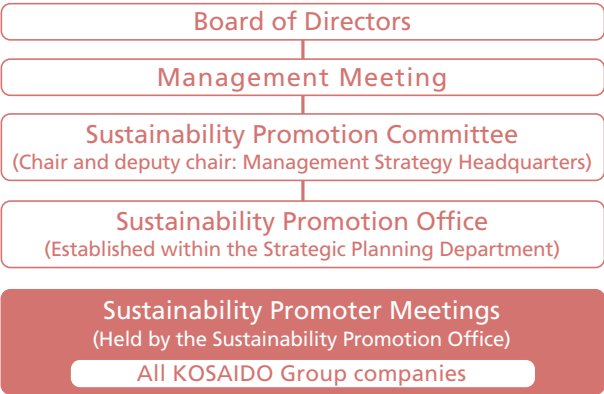 Board of Directors
Management Meeting
Sustainability Promotion Committee
(Chair and deputy chair: Management Strategy Headquarters)
Sustainability Promotion Office
(Established within the Strategic Planning Department)
Sustainability Promoter Meetings
(Held by the Sustainability Promotion Office)
All KOSAIDO Group companies